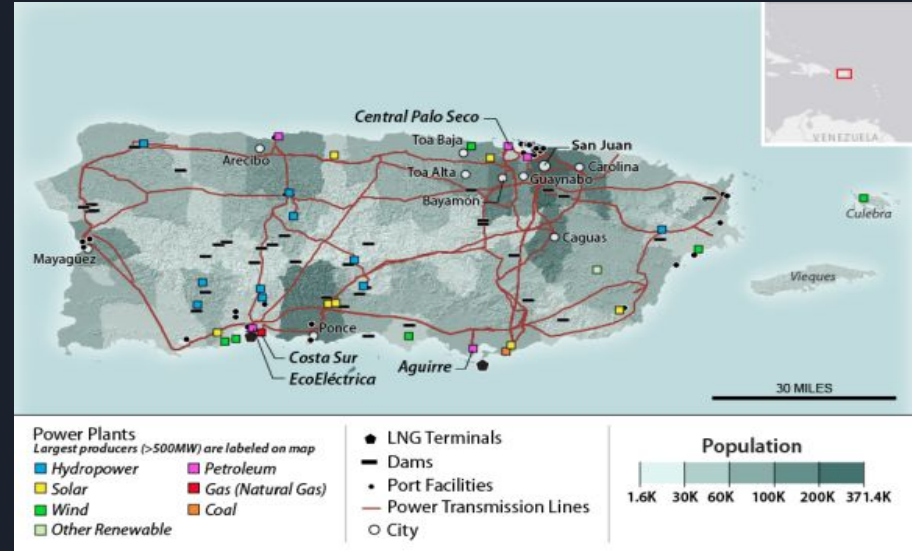 VENEZUELA
Central Palo Seco
Toa Baja
San Juan
Arecibo
Toa Alta
Guaynabo
Carolina
Bayamón
Culebra
Caguas
Mayagüez
Vieques
Ponce
Costa Sur
EcoEléctrica
Aguirre
30 MILES
Power Plants
Largest producers (>500MW) are labeled on map
Hydropower
Petroleum
Solar
Gas (Natural Gas)
Wind
Coal
Other Renewable
LNG Terminals
Dams
Port Facilities
Power Transmission Lines
City
Population
1.6K 30K 60K 100K 200K 371.4K